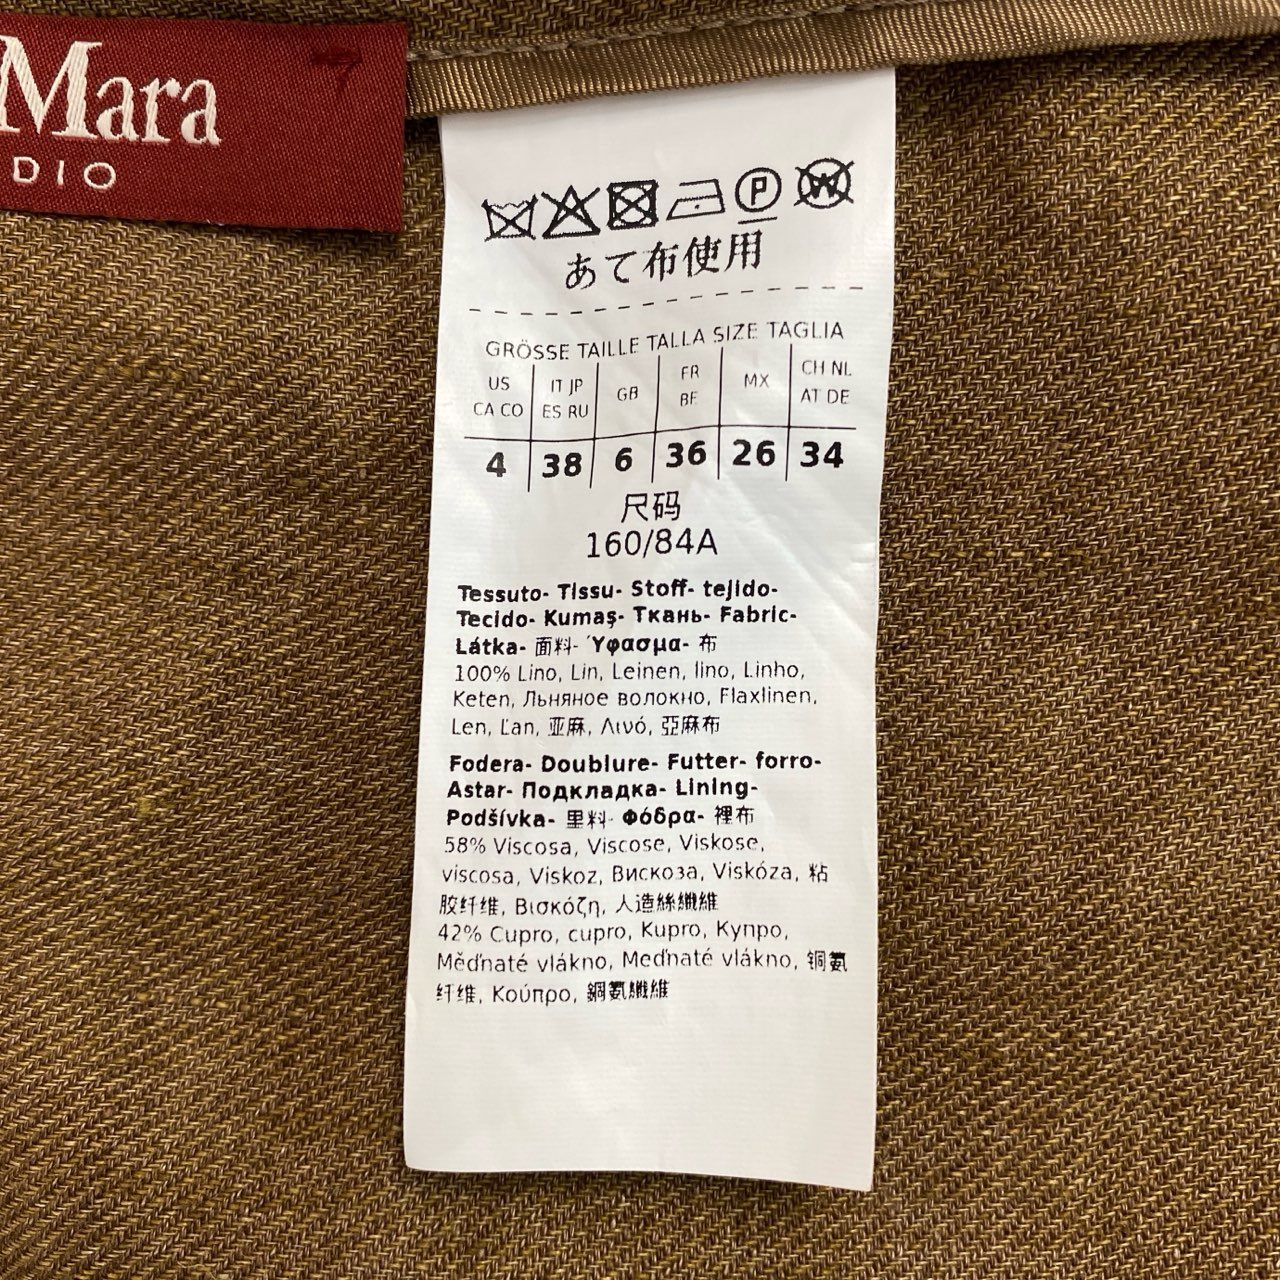 Mara
DIO
P W
あて布使用
GRÖSSE TAILLE TALLA SIZE TAGLIA
US IT JP GB FR MX CH NL
CA CO ES RU BE AT DE
4 38 6 36 26 34
尺码
160/84A
Tessuto- Tissu- Stoff- tejido-
Tecido- Kumaş- Ткань- Fabric-
Látka- 面料- Ύφασμα- 布
100% Lino, Lin, Leinen, lino, Linho,
Keten, Льняное волокно, Flaxlinen,
Len, Ľan, 亚麻, Λινό, 亞麻布
Fodera- Doublure- Futter- forro-
Astar- Подкладка- Lining-
Podšívka- 里料- Φόδρα- 裡布
58% Viscosa, Viscose, Viskose,
viscosa, Viskoz, Вискоза, Viskóza, 粘
胶纤维, Βισκόζη, 人造絲纖維
42% Cupro, cupro, Kupro, Купро,
Měďnaté vlákno, Meďnaté vlákno, 铜氨
纤维, Κούπρο, 銅氨纖維